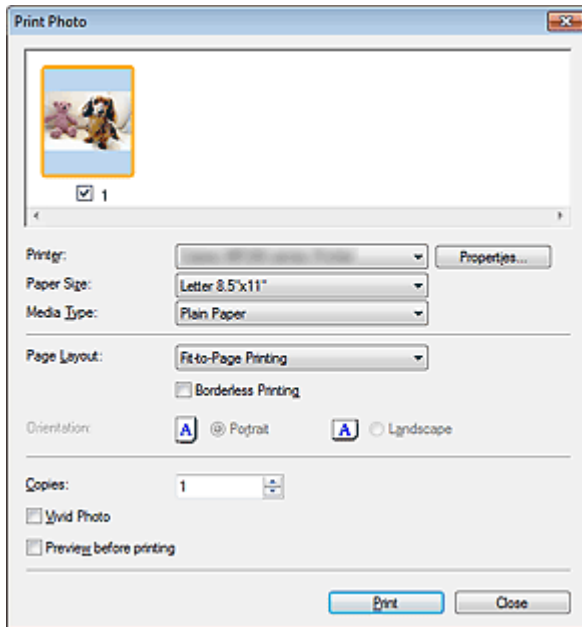 Print Photo
1
Printer:
Properties...
Paper Size: Letter 8.5"x11"
Media Type: Plain Paper
Page Layout: Fit-to-Page Printing
Borderless Printing
Orientation: A Portrait A Landscape
Copies: 1
Vivid Photo
Preview before printing
Print Close